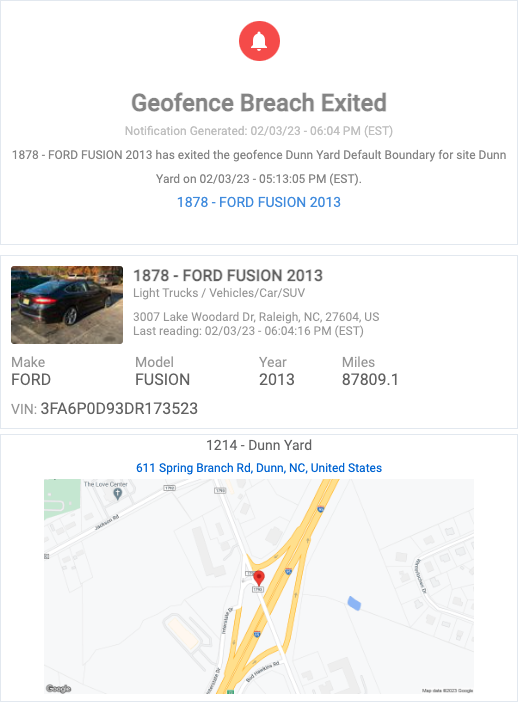 Geofence Breach Exited
Notification Generated: 02/03/23 - 06:04 PM (EST)
1878 - FORD FUSION 2013 has exited the geofence Dunn Yard Default Boundary for site Dunn
Yard on 02/03/23 - 05:13:05 PM (EST).
1878 - FORD FUSION 2013
1878 - FORD FUSION 2013
Light Trucks / Vehicles/Car/SUV
3007 Lake Woodard Dr, Raleigh, NC, 27604, US
Last reading: 02/03/23 - 06:04:16 PM (EST)
Make Model Year Miles
FORD FUSION 2013 87809.1
VIN: 3FA6P0D93DR173523
1214 - Dunn Yard
611 Spring Branch Rd, Dunn, NC, United States
The Love Center
Jackson Rd
Interstate Dr
Bud Hawkins Rd
Interstate Dr
Google
Map data ©2023 Google